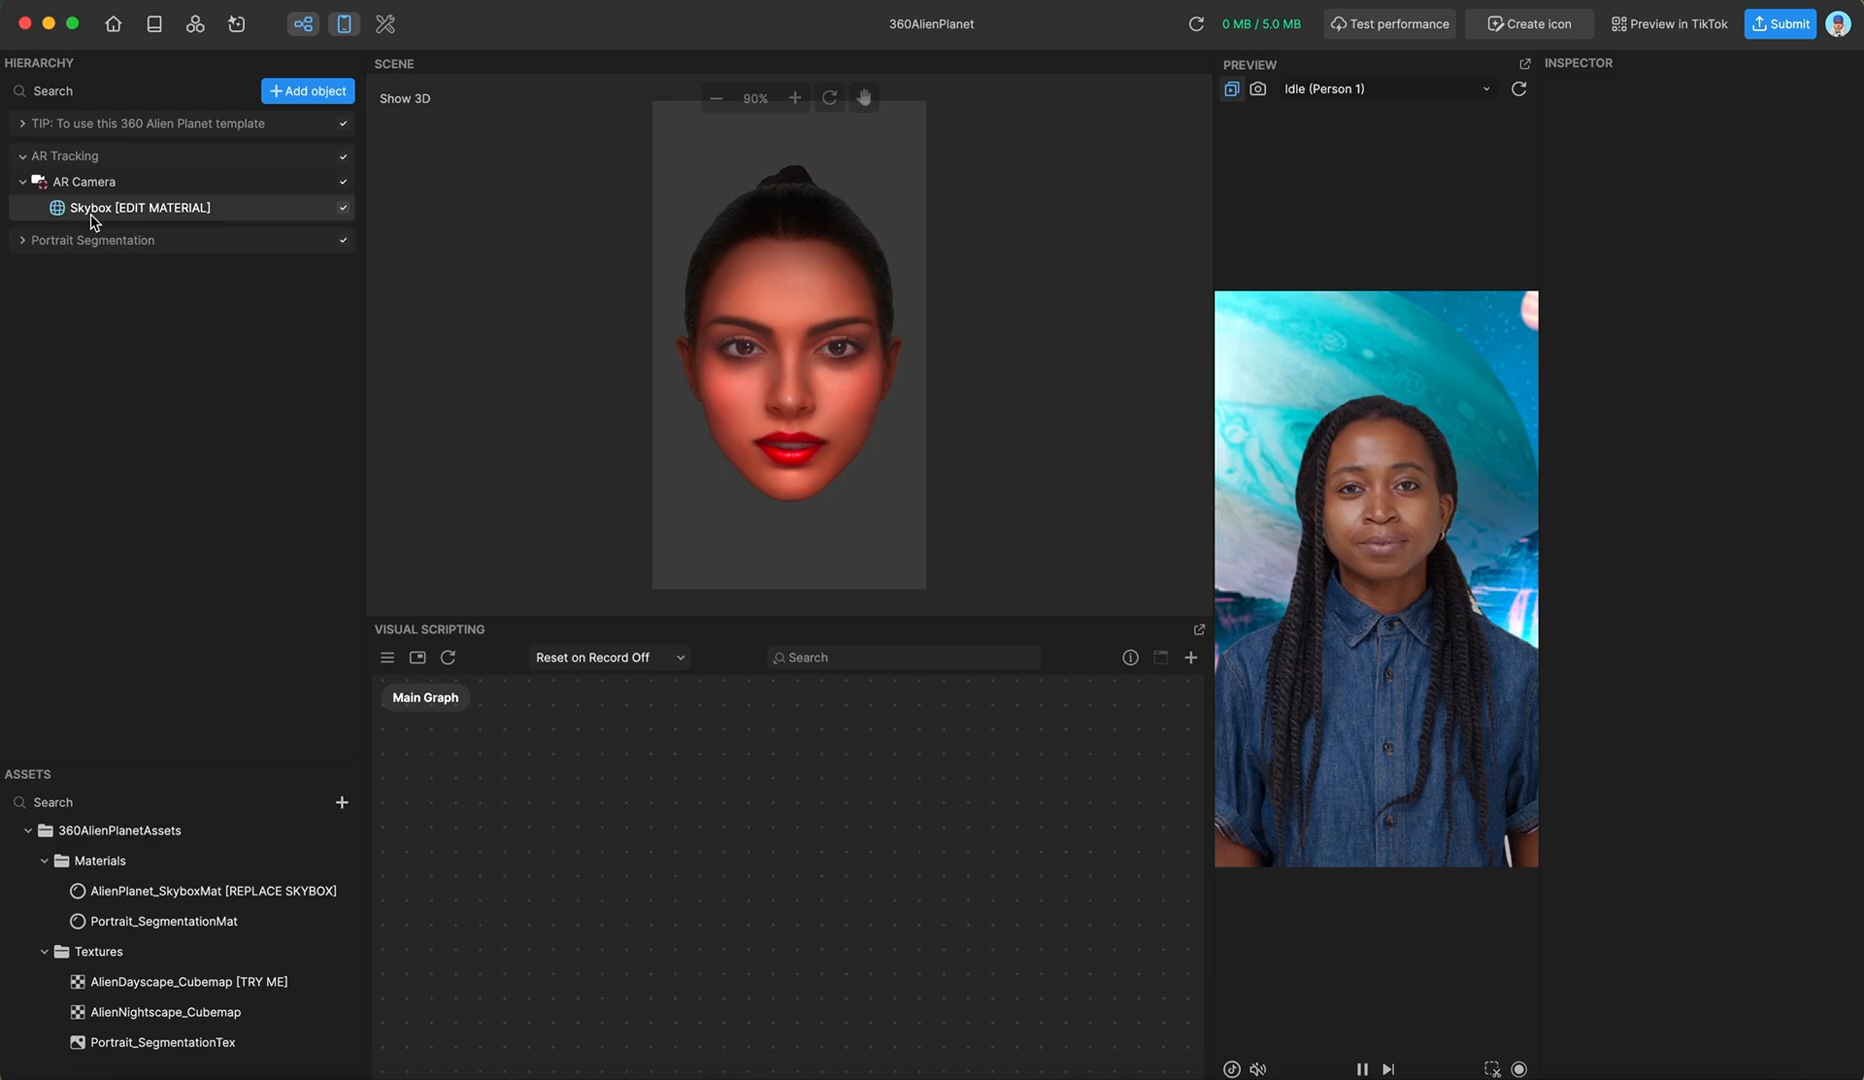 360AlienPlanet
0 MB / 5.0 MB
Test performance
Create icon
Preview in TikTok
Submit
HIERARCHY
Search
+ Add object
TIP: To use this 360 Alien Planet template
AR Tracking
AR Camera
Skybox [EDIT MATERIAL]
Portrait Segmentation
SCENE
Show 3D
90%
PREVIEW
Idle (Person 1)
INSPECTOR
VISUAL SCRIPTING
Reset on Record Off
Search
Main Graph
ASSETS
Search
360AlienPlanetAssets
Materials
AlienPlanet_SkyboxMat [REPLACE SKYBOX]
Portrait_SegmentationMat
Textures
AlienDayscape_Cubemap [TRY ME]
AlienNightscape_Cubemap
Portrait_SegmentationTex